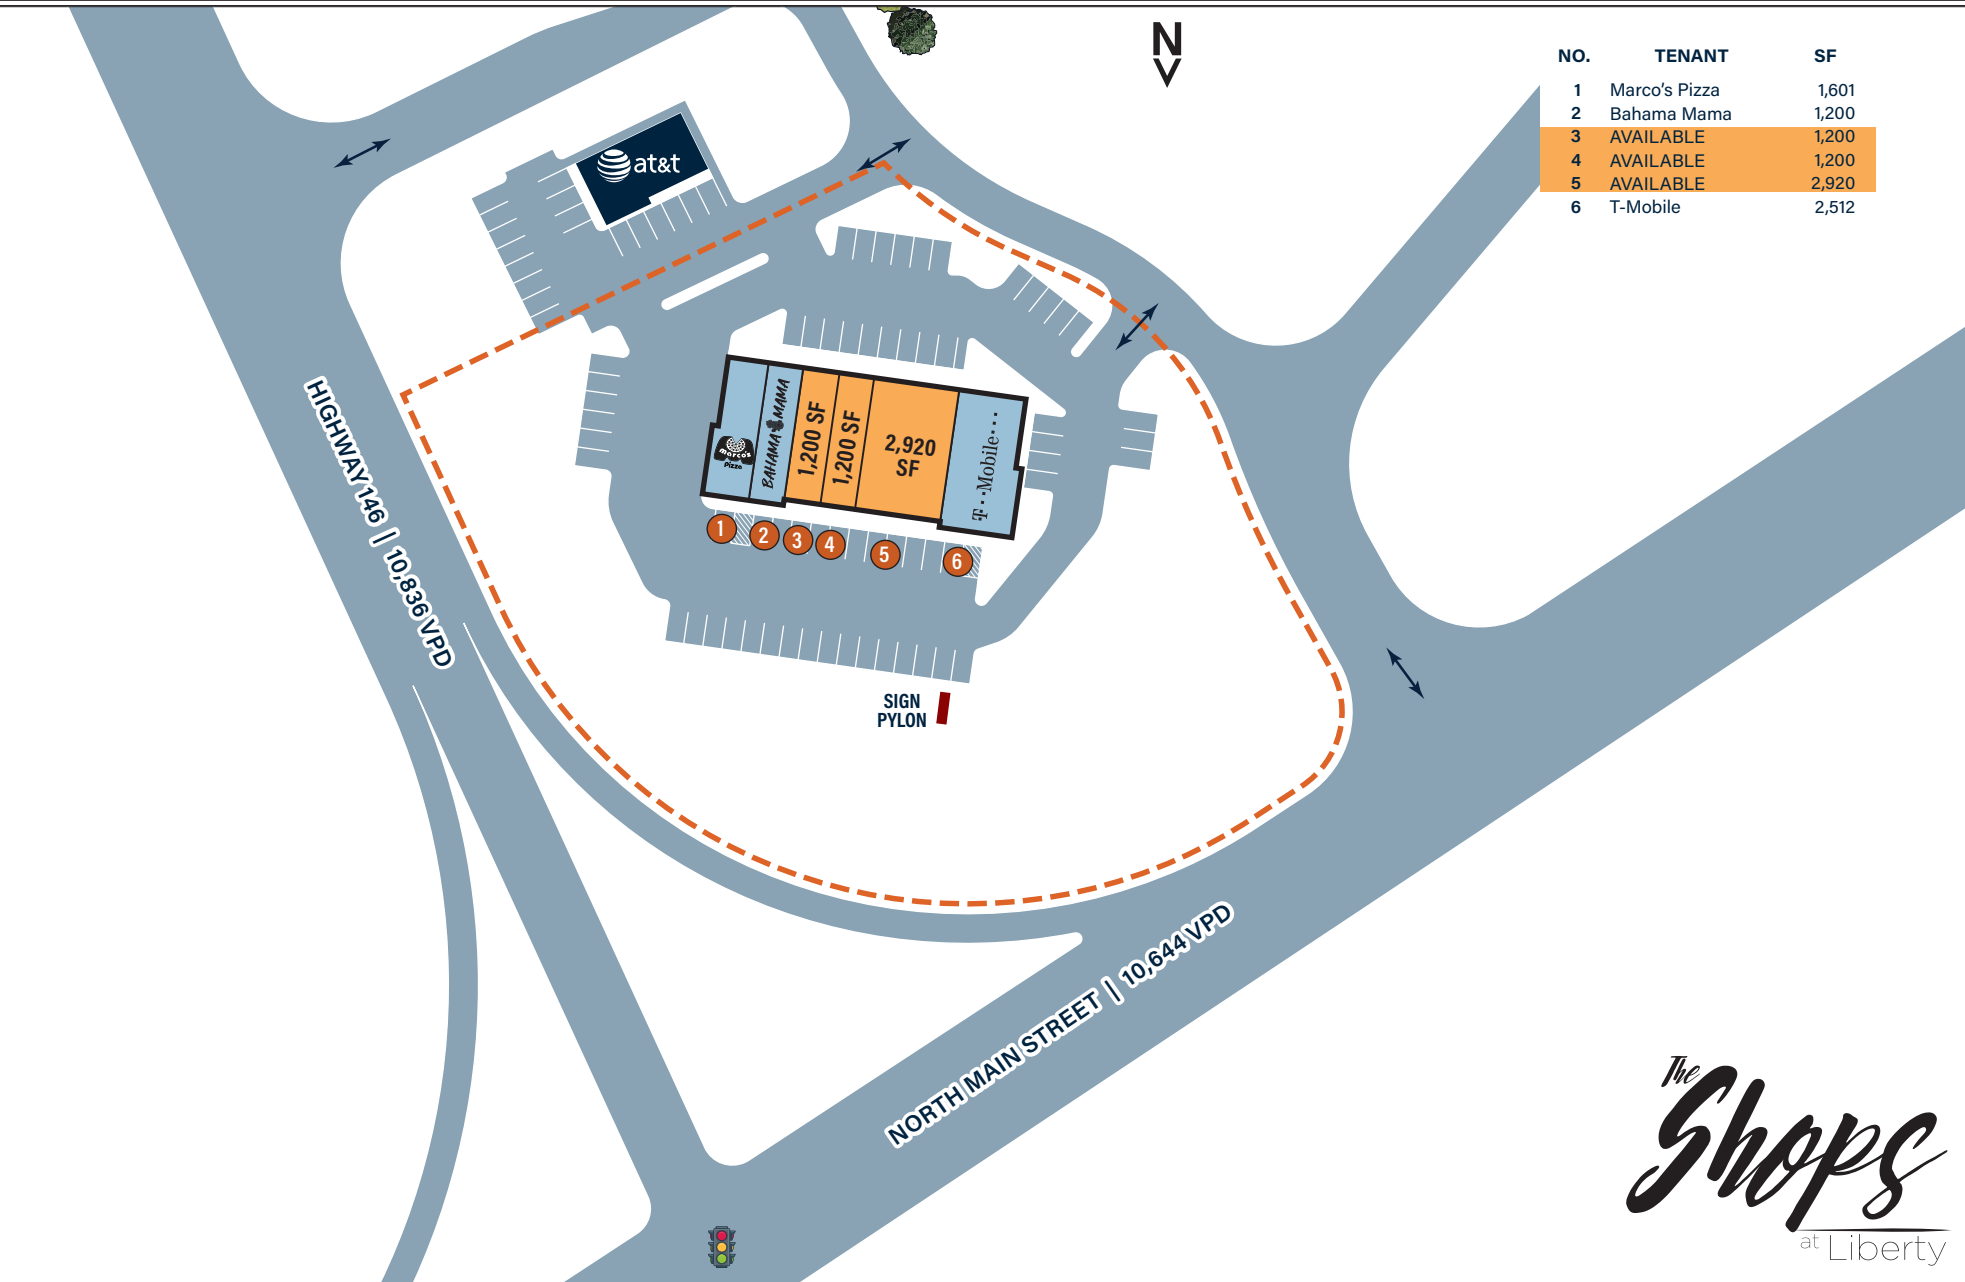 N
NO. TENANT SF
1 Marco's Pizza 1,601
2 Bahama Mama 1,200
3 AVAILABLE 1,200
4 AVAILABLE 1,200
5 AVAILABLE 2,920
6 T-Mobile 2,512
at&t
HIGHWAY 146 | 10,836 VPD
marco's
Pizza
BAHAMA MAMA
1,200 SF
1,200 SF
2,920
SF
T··Mobile···
1
2
3
4
5
6
SIGN
PYLON
NORTH MAIN STREET | 10,644 VPD
The
Shops
at Liberty